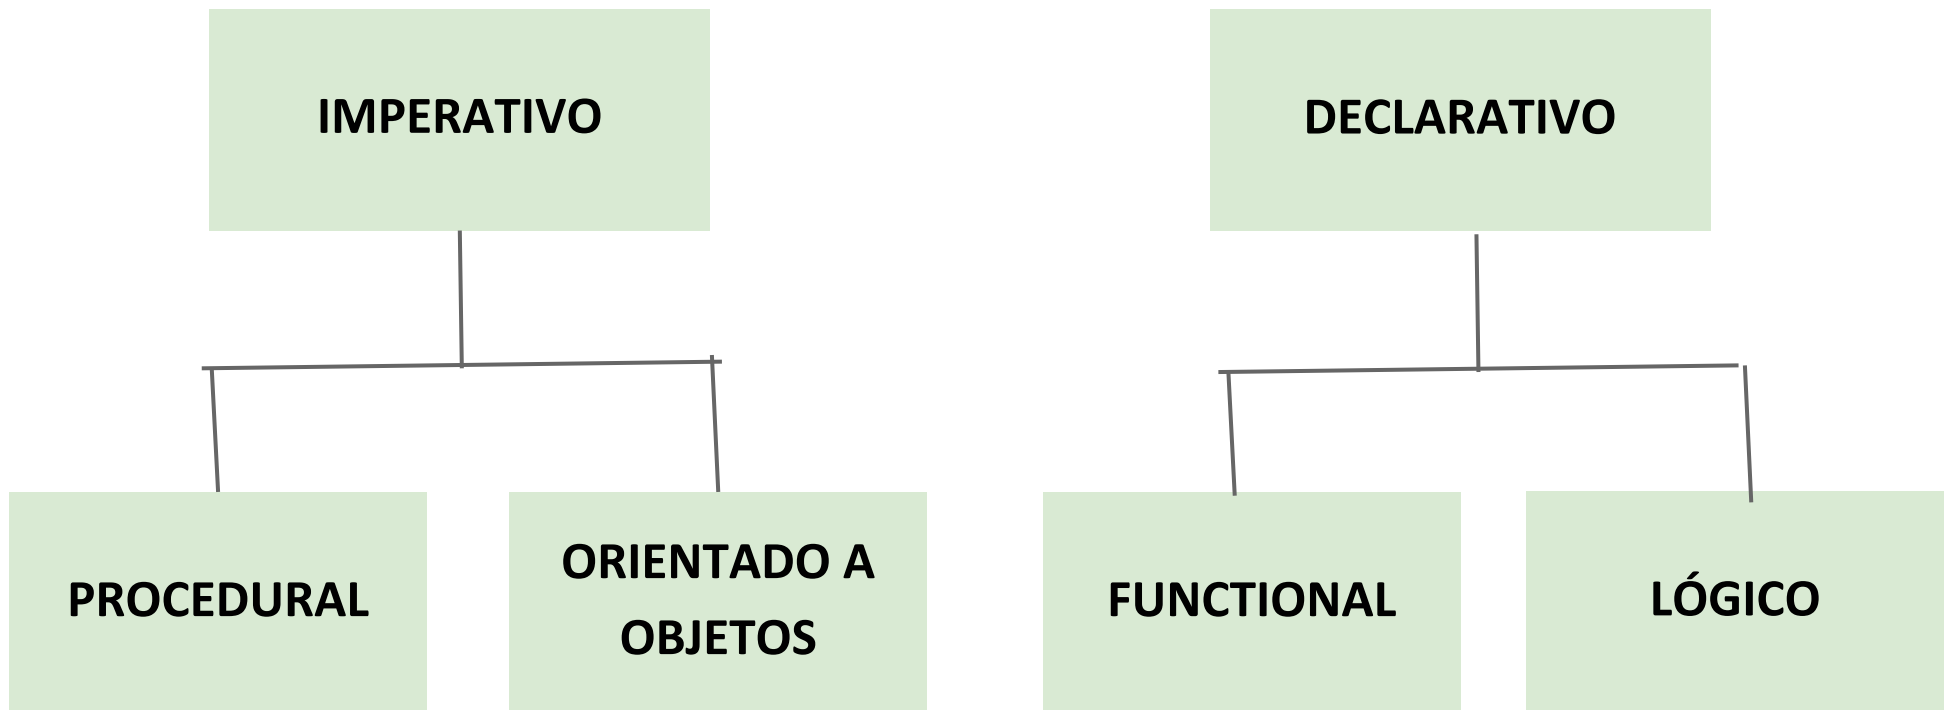 IMPERATIVO
DECLARATIVO
PROCEDURAL
ORIENTADO A
OBJETOS
FUNCTIONAL
LÓGICO